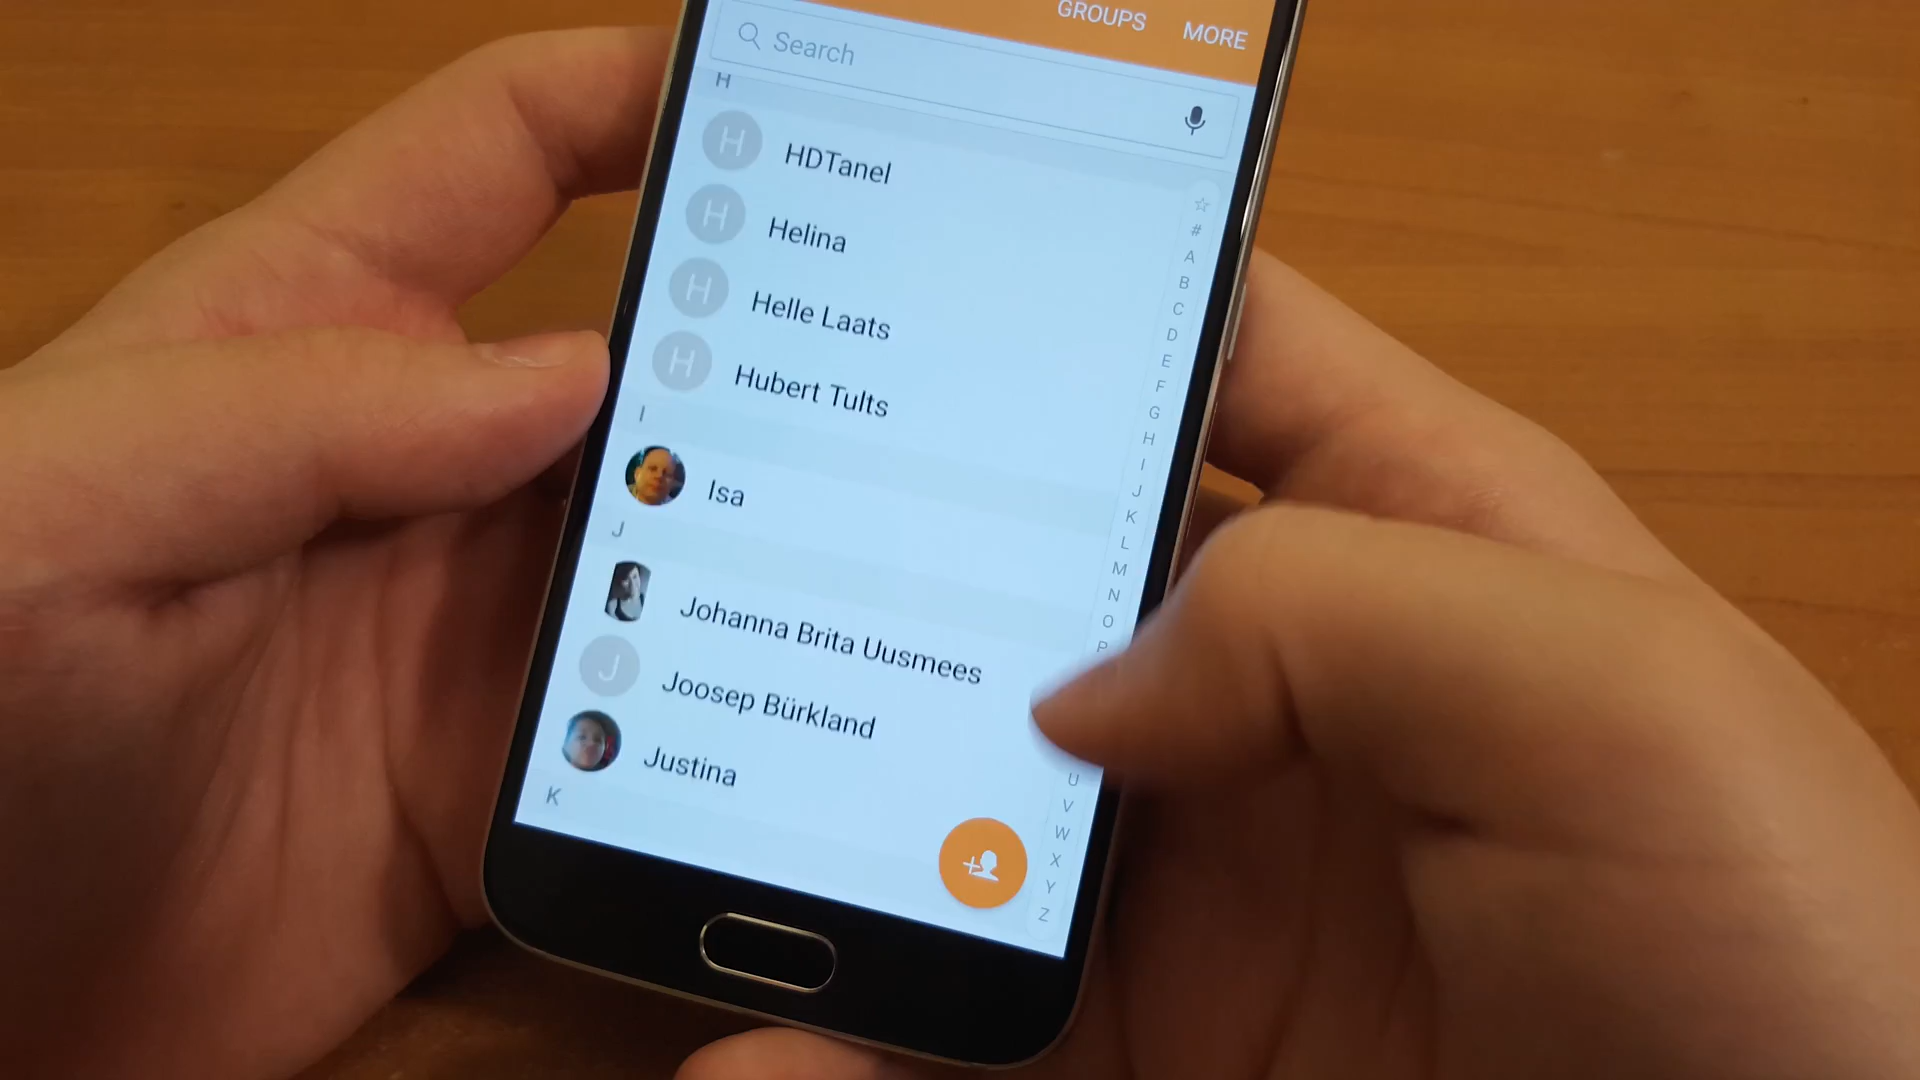 GROUPS MORE
Search
H
H HDTanel
H Helina
H Helle Laats
H Hubert Tults
I
Isa
J
Johanna Brita Uusmees
J Joosep Bürkland
Justina
K
#
A
B
C
D
E
F
G
H
I
J
K
L
M
N
O
P
U
V
W
X
Y
Z